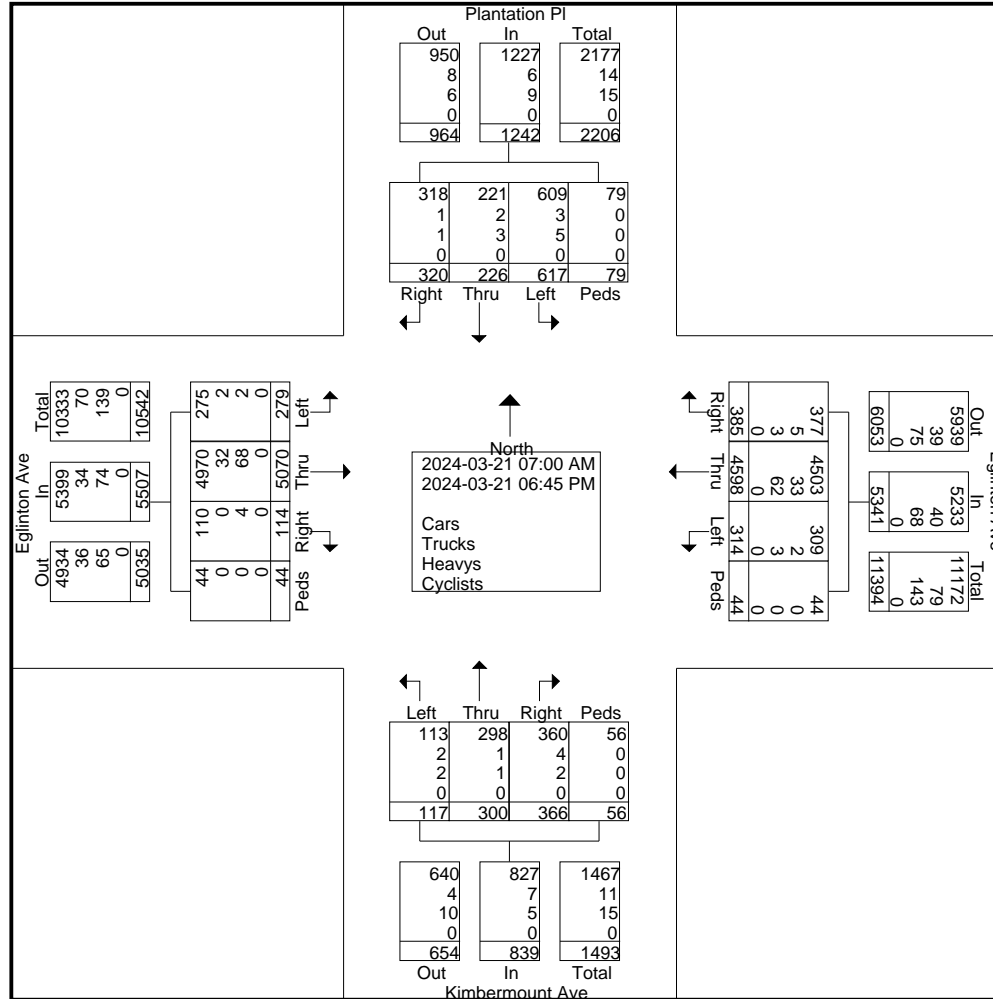 Plantation Pl
Out In Total
950 1227 2177
8 6 14
6 9 15
0 0 0
964 1242 2206
318 221 609 79
1 2 3 0
1 3 5 0
0 0 0 0
320 226 617 79
Right Thru Left Peds
Eglinton Ave
Total
10333 70 139 0 10542
In
5399 34 74 0 5507
Out
4934 36 65 0 5035
275 2 2 0 279
Left
4970 32 68 0 5070
Thru
110 0 4 0 114
Right
44 0 0 0 44
Peds
North
2024-03-21 07:00 AM
2024-03-21 06:45 PM
Cars
Trucks
Heavys
Cyclists
Right
377 5 3 0 385
Thru
4503 33 62 0 4598
Left
309 2 3 0 314
Peds
44 0 0 0 44
Out
5939 39 75 0 6053
In
5233 40 68 0 5341
Total
11172 79 143 0 11394
Eglinton Ave
Left Thru Right Peds
113 298 360 56
2 1 4 0
2 1 2 0
0 0 0 0
117 300 366 56
640 827 1467
4 7 11
10 5 15
0 0 0
654 839 1493
Out In Total
Kimbermount Ave